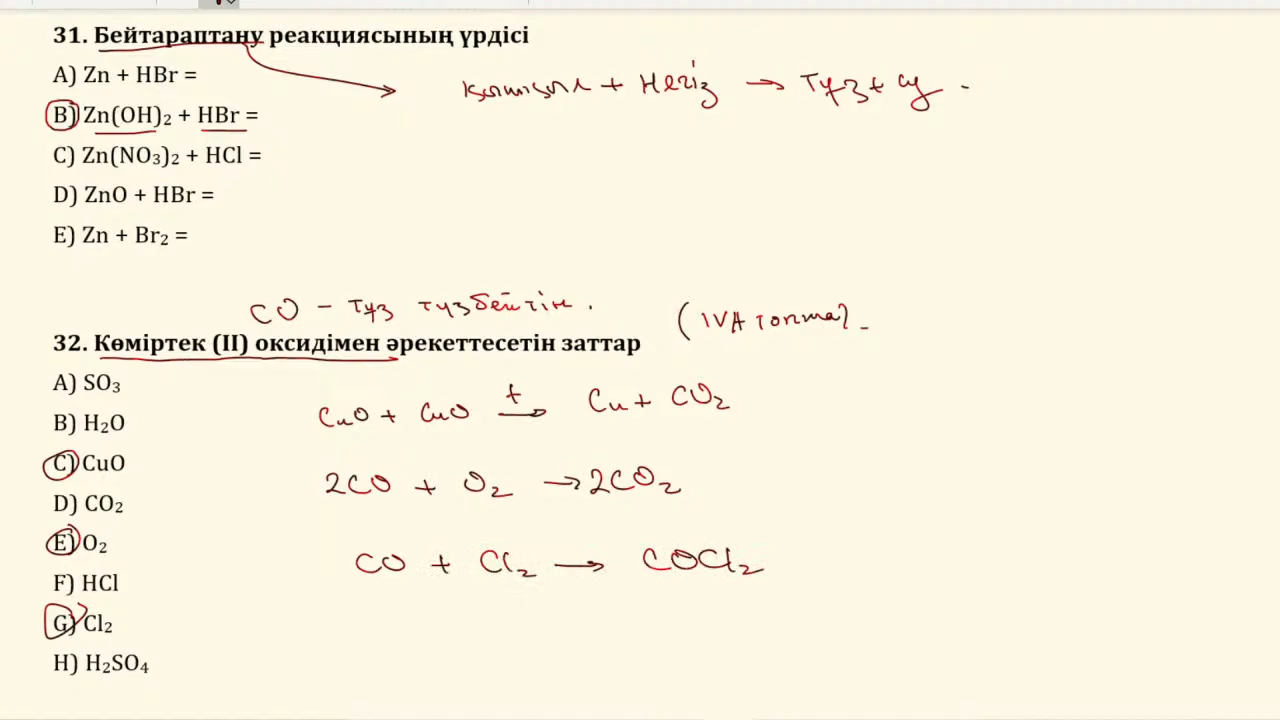 31. Бейтараптану реакциясының үрдісі
A) Zn + HBr =
қышқыл + Негіз → Тұз + су.
B) Zn(OH)₂ + HBr =
C) Zn(NO₃)₂ + HCl =
D) ZnO + HBr =
E) Zn + Br₂ =
CO – тұз түзбейтін.
(IVA топша)
32. Көміртек (II) оксидімен әрекеттесетін заттар
A) SO₃
CuO + CuO →t Cu + CO₂
B) H₂O
C) CuO
2CO + O₂ → 2CO₂
D) CO₂
E) O₂
CO + Cl₂ → COCl₂
F) HCl
G) Cl₂
H) H₂SO₄